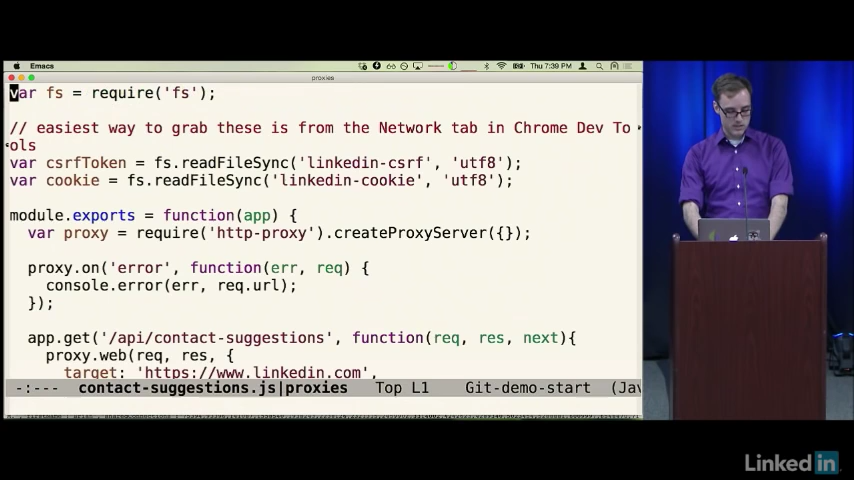 Emacs
Thu 7:39 PM
proxies
var fs = require('fs');
// easiest way to grab these is from the Network tab in Chrome Dev To
ols
var csrfToken = fs.readFileSync('linkedin-csrf', 'utf8');
var cookie = fs.readFileSync('linkedin-cookie', 'utf8');
module.exports = function(app) {
var proxy = require('http-proxy').createProxyServer({});
proxy.on('error', function(err, req) {
console.error(err, req.url);
});
app.get('/api/contact-suggestions', function(req, res, next){
proxy.web(req, res, {
target: 'https://www.linkedin.com',
-:--- contact-suggestions.js|proxies Top L1 Git-demo-start (Jav
LinkedIn